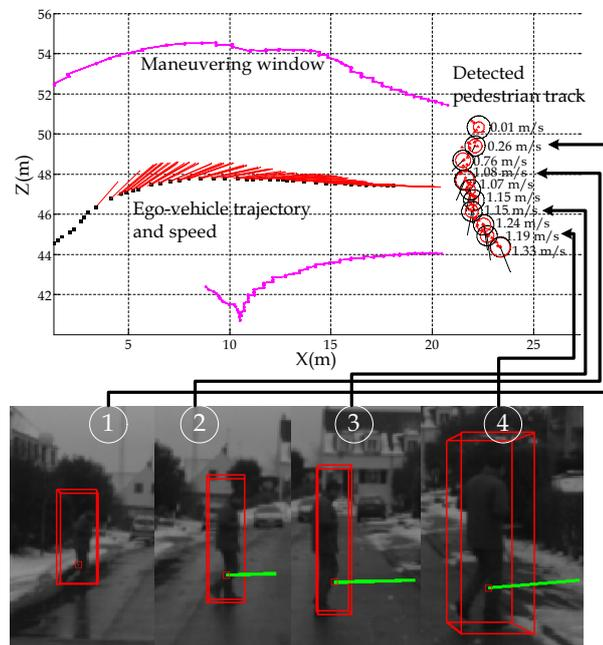 56
54
52
50
48
46
44
42
Z(m)
Maneuvering window
Detected
pedestrian track
0.01 m/s
0.26 m/s
0.76 m/s
1.08 m/s
1.07 m/s
1.15 m/s
1.15 m/s
1.24 m/s
1.19 m/s
1.33 m/s
Ego-vehicle trajectory
and speed
5 10 15 20 25
X(m)
1 2 3 4